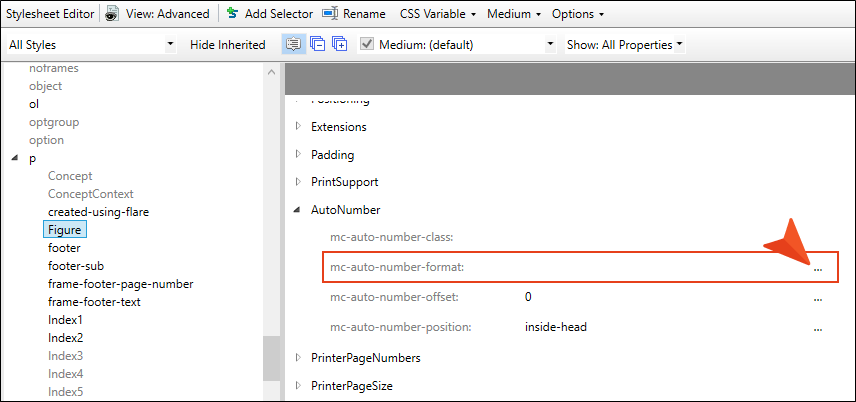 Stylesheet Editor View: Advanced Add Selector Rename CSS Variable Medium Options
All Styles Hide Inherited Medium: (default) Show: All Properties
noframes
object
ol
optgroup
option
p
Concept
ConceptContext
created-using-flare
Figure
footer
footer-sub
frame-footer-page-number
frame-footer-text
Index1
Index2
Index3
Index4
Index5
Positioning
Extensions
Padding
PrintSupport
AutoNumber
mc-auto-number-class:
mc-auto-number-format: ...
mc-auto-number-offset: 0 ...
mc-auto-number-position: inside-head ...
PrinterPageNumbers
PrinterPageSize